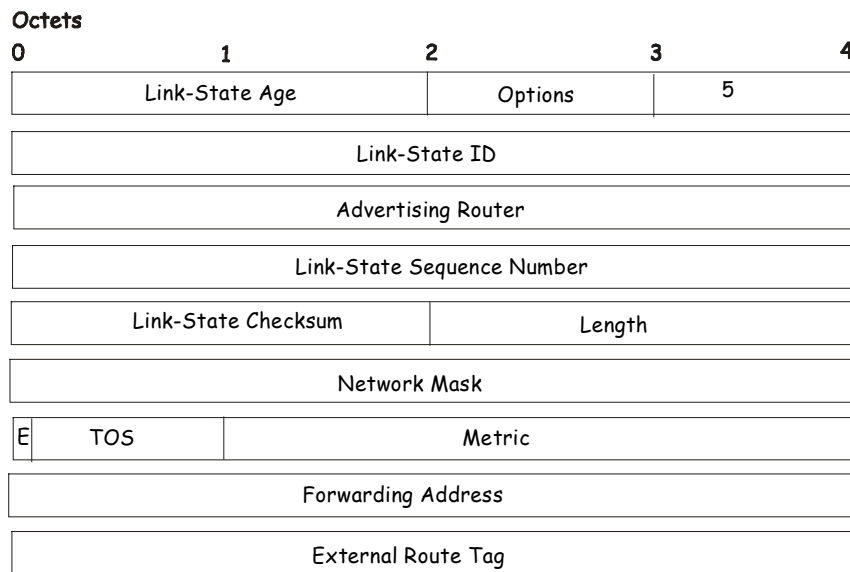 Octets
0 1 2 3 4
Link-State Age Options 5
Link-State ID
Advertising Router
Link-State Sequence Number
Link-State Checksum Length
Network Mask
E TOS Metric
Forwarding Address
External Route Tag